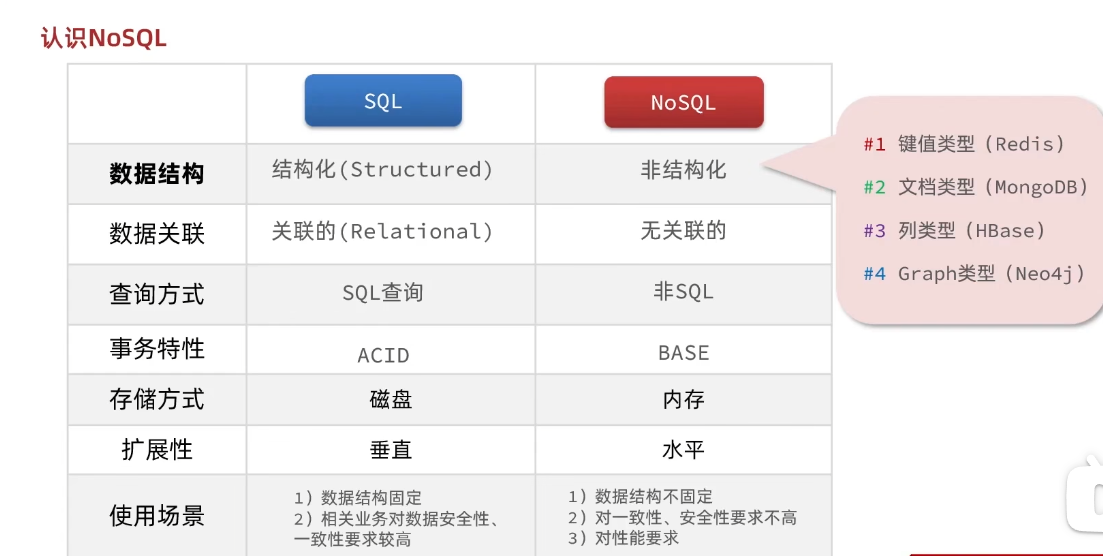 认识NoSQL
SQL
NoSQL
数据结构
结构化(Structured)
非结构化
#1 键值类型（Redis）
#2 文档类型（MongoDB）
#3 列类型（HBase）
#4 Graph类型（Neo4j）
数据关联
关联的(Relational)
无关联的
查询方式
SQL查询
非SQL
事务特性
ACID
BASE
存储方式
磁盘
内存
扩展性
垂直
水平
使用场景
1）数据结构固定
2）相关业务对数据安全性、
一致性要求较高
1）数据结构不固定
2）对一致性、安全性要求不高
3）对性能要求